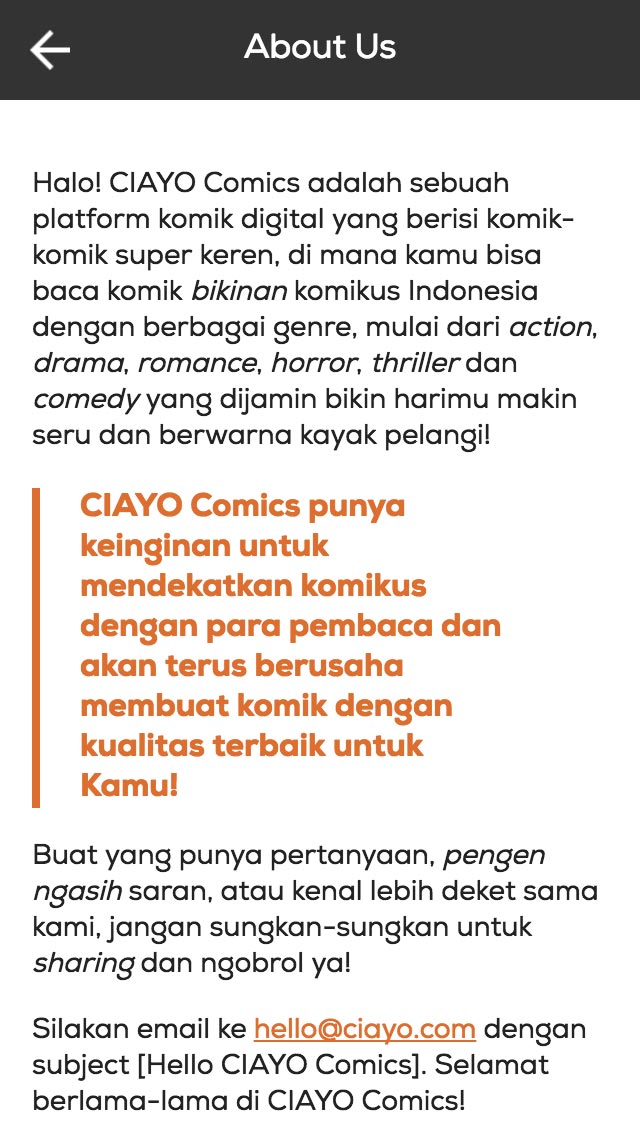 About Us
Halo! CIAYO Comics adalah sebuah
platform komik digital yang berisi komik-
komik super keren, di mana kamu bisa
baca komik bikinan komikus Indonesia
dengan berbagai genre, mulai dari action,
drama, romance, horror, thriller dan
comedy yang dijamin bikin harimu makin
seru dan berwarna kayak pelangi!
CIAYO Comics punya
keinginan untuk
mendekatkan komikus
dengan para pembaca dan
akan terus berusaha
membuat komik dengan
kualitas terbaik untuk
Kamu!
Buat yang punya pertanyaan, pengen
ngasih saran, atau kenal lebih deket sama
kami, jangan sungkan-sungkan untuk
sharing dan ngobrol ya!
Silakan email ke hello@ciayo.com dengan
subject [Hello CIAYO Comics]. Selamat
berlama-lama di CIAYO Comics!